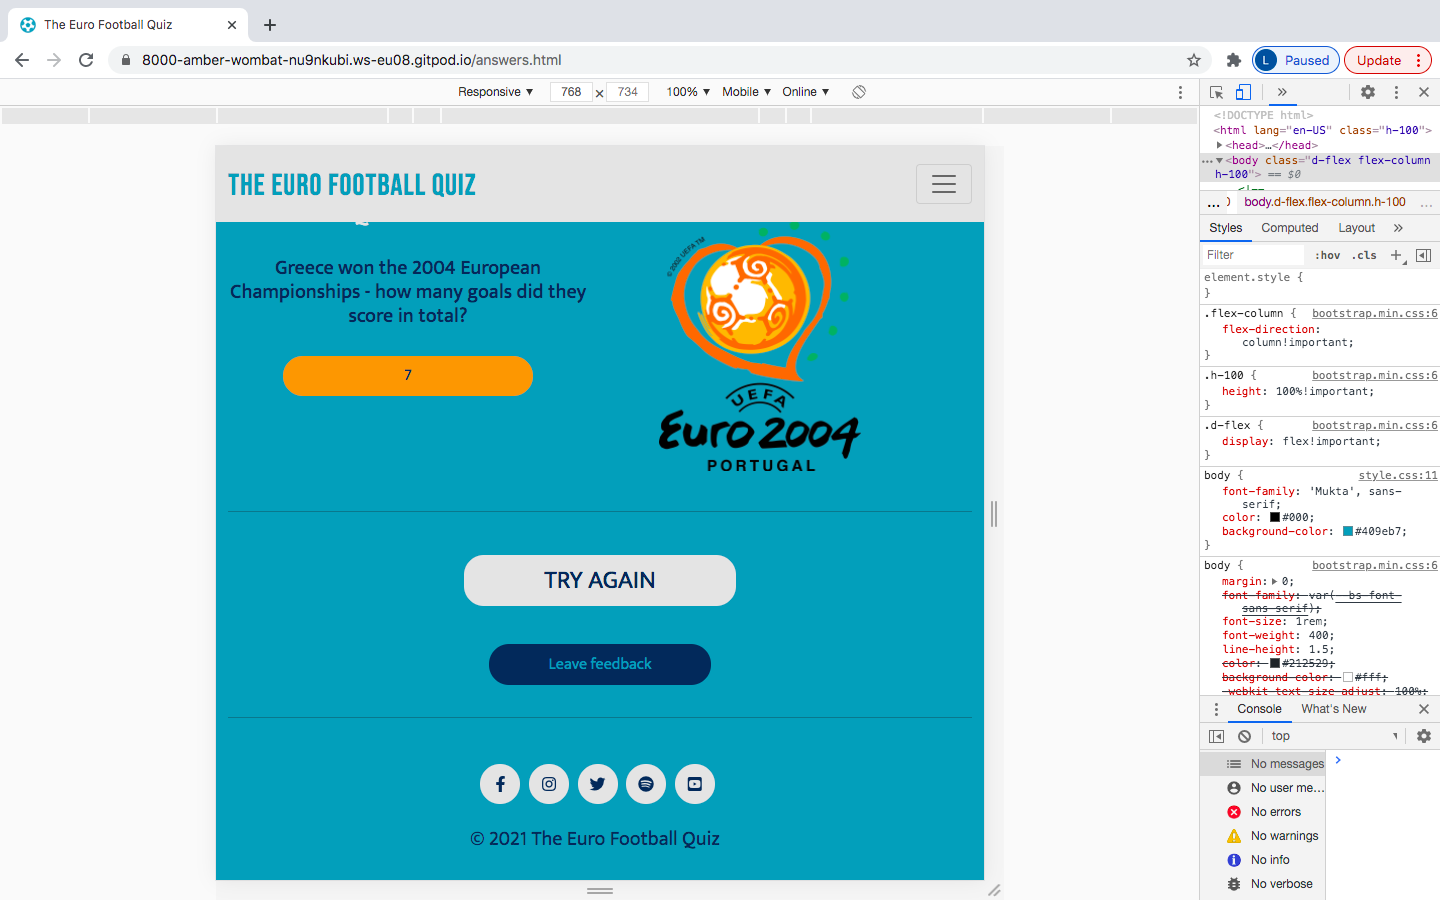 The Euro Football Quiz
8000-amber-wombat-nu9nkubi.ws-eu08.gitpod.io/answers.html
L Paused
Update
Responsive ▼ 768 × 734 100% ▼ Mobile ▼ Online ▼
THE EURO FOOTBALL QUIZ
Greece won the 2004 European
Championships - how many goals did they
score in total?
7
© 2002 UEFA TM
UEFA
Euro 2004
PORTUGAL
TRY AGAIN
Leave feedback
© 2021 The Euro Football Quiz
<!DOCTYPE html>
<html lang="en-US" class="h-100">
<head>…</head>
<body class="d-flex flex-column
h-100"> == $0
<!--
… body.d-flex.flex-column.h-100 …
Styles Computed Layout »
Filter :hov .cls +
element.style {
}
.flex-column { bootstrap.min.css:6
flex-direction:
column!important;
}
.h-100 { bootstrap.min.css:6
height: 100%!important;
}
.d-flex { bootstrap.min.css:6
display: flex!important;
}
body { style.css:11
font-family: 'Mukta', sans-
serif;
color: #000;
background-color: #409eb7;
}
body { bootstrap.min.css:6
margin: 0;
font-family: var(--bs-font-
sans-serif);
font-size: 1rem;
font-weight: 400;
line-height: 1.5;
color: #212529;
background-color: #fff;
-webkit-text-size-adjust: 100%;
Console What's New
top
No messages
No user me…
No errors
No warnings
No info
No verbose